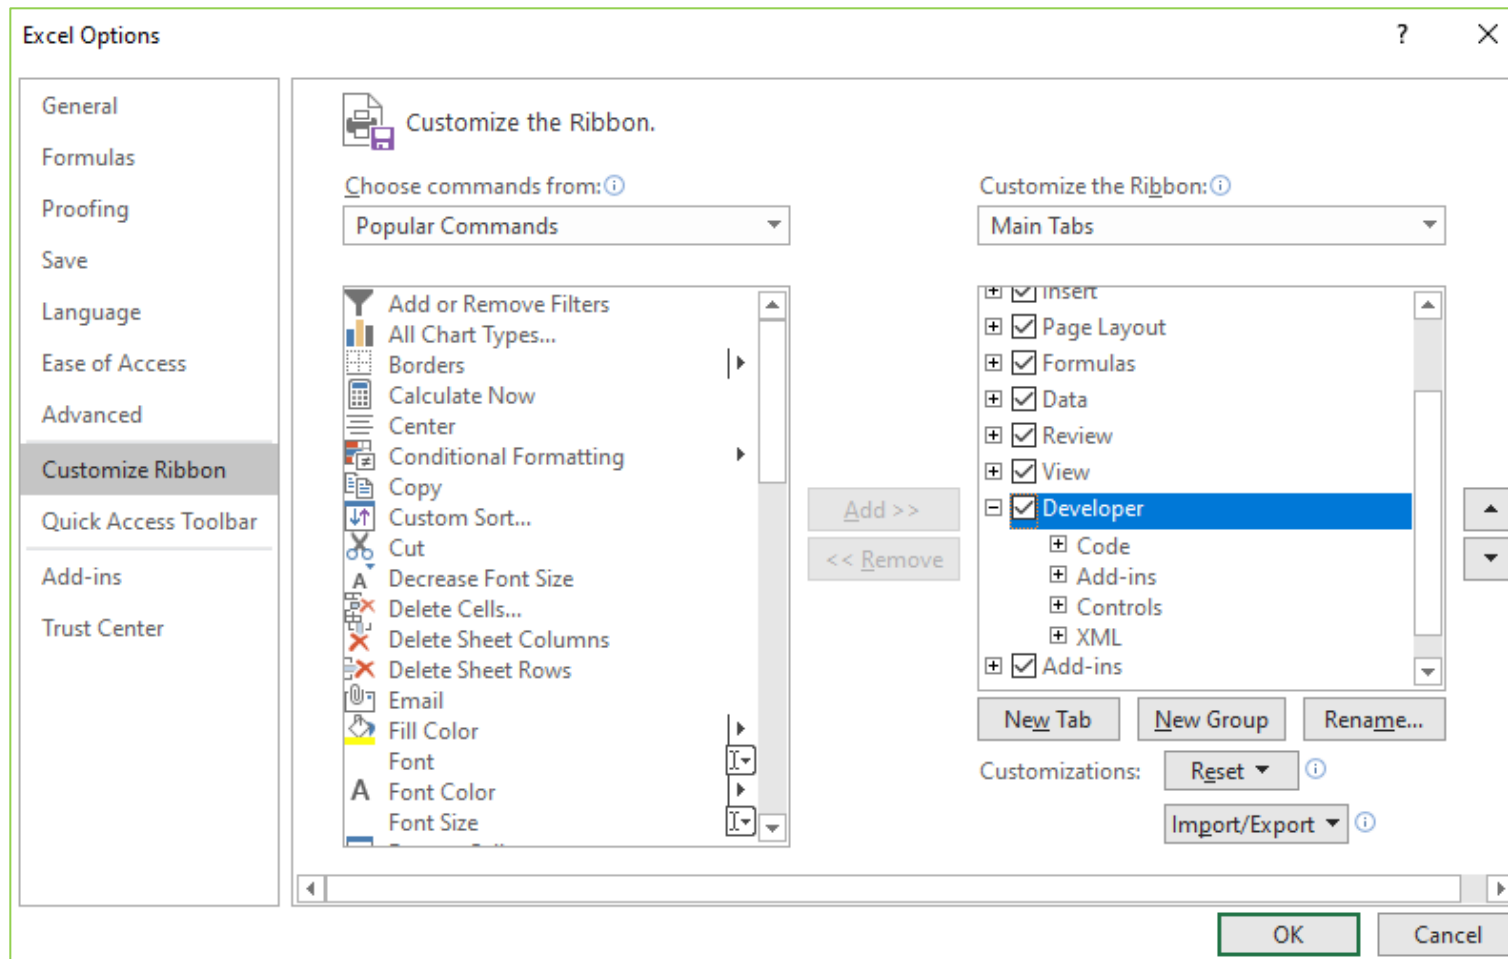 Excel Options
?
General
Formulas
Proofing
Save
Language
Ease of Access
Advanced
Customize Ribbon
Quick Access Toolbar
Add-ins
Trust Center
Customize the Ribbon.
Choose commands from:
Popular Commands
Add or Remove Filters
All Chart Types...
Borders
Calculate Now
Center
Conditional Formatting
Copy
Custom Sort...
Cut
Decrease Font Size
Delete Cells...
Delete Sheet Columns
Delete Sheet Rows
Email
Fill Color
Font
Font Color
Font Size
Add >>
<< Remove
Customize the Ribbon:
Main Tabs
Insert
Page Layout
Formulas
Data
Review
View
Developer
Code
Add-ins
Controls
XML
Add-ins
New Tab
New Group
Rename...
Customizations:
Reset
Import/Export
OK
Cancel